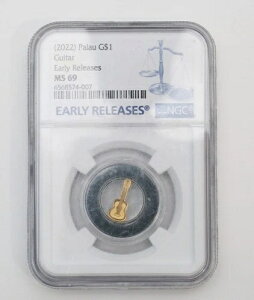 (2022) Palau G$1
Guitar
Early Releases
MS 69
6568574-007
EARLY RELEASES®
NGC